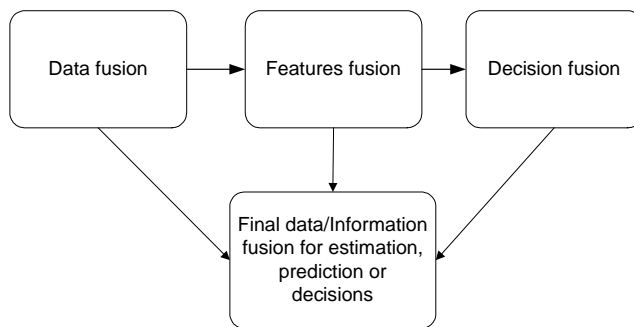 Data fusion
Features fusion
Decision fusion
Final data/Information
fusion for estimation,
prediction or
decisions